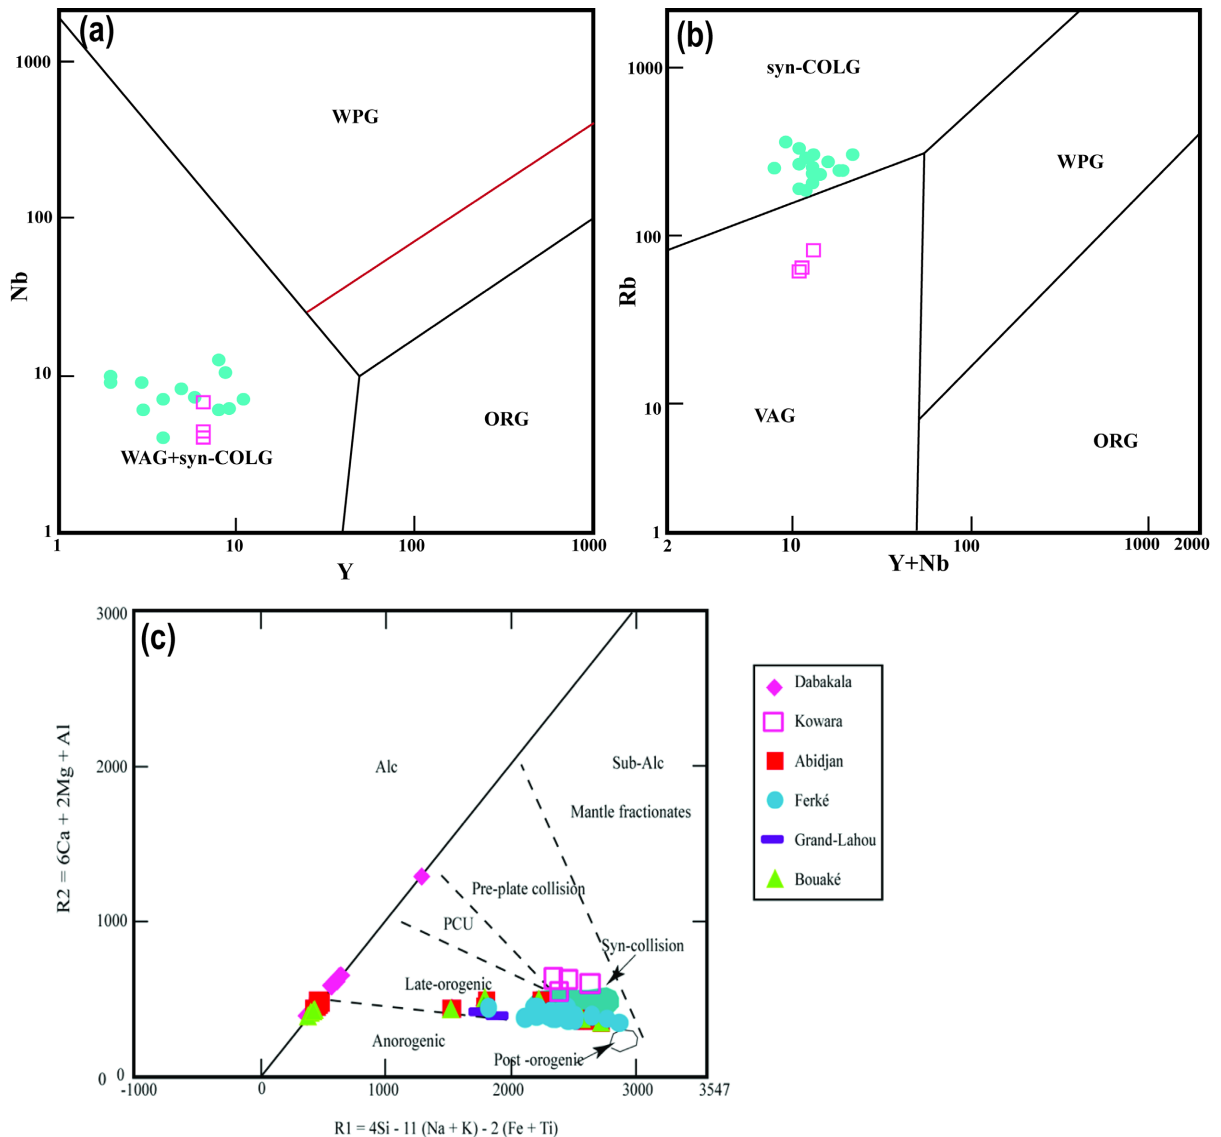 (a)
1000
WPG
100
Nb
10
ORG
WAG+syn-COLG
1
1
10
100
1000
Y
(b)
syn-COLG
1000
WPG
100
Rb
10
VAG
ORG
1
2
10
100
1000
2000
Y+Nb
(c)
3000
2000
1000
0
0
R2 = 6Ca + 2Mg + Al
Alc
Sub-Alc
Mantle fractionates
Pre-plate collision
PCU
Syn-collision
Late-orogenic
Anorogenic
Post -orogenic
-1000
0
1000
2000
3000
3547
R1 = 4Si - 11 (Na + K) - 2 (Fe + Ti)
Dabakala
Kowara
Abidjan
Ferké
Grand-Lahou
Bouaké